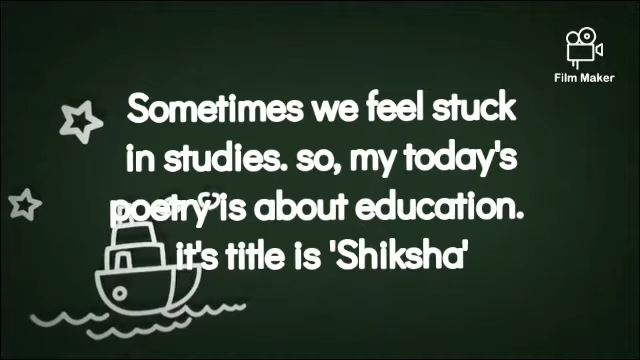 Film Maker
Sometimes we feel stuck
in studies. so, my today's
poetry is about education.
it's title is 'Shiksha'